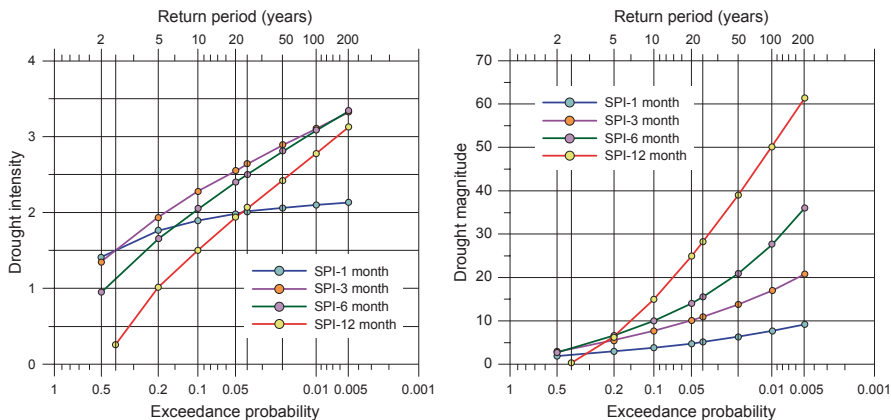 Return period (years)
2 5 10 20 50 100 200
Drought intensity
4
3
2
1
0
SPI-1 month
SPI-3 month
SPI-6 month
SPI-12 month
1 0.5 0.2 0.1 0.05 0.01 0.005 0.001
Exceedance probability
Return period (years)
2 5 10 20 50 100 200
Drought magnitude
70
60
50
40
30
20
10
0
SPI-1 month
SPI-3 month
SPI-6 month
SPI-12 month
1 0.5 0.2 0.1 0.05 0.01 0.005 0.001
Exceedance probability